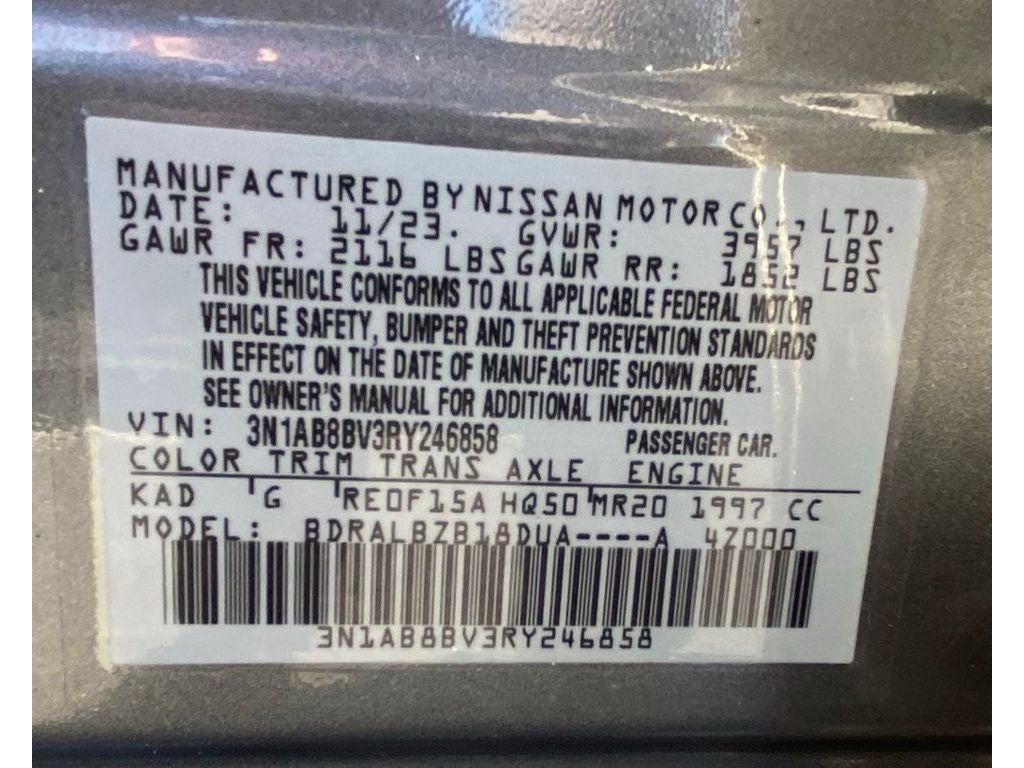 MANUFACTURED BY NISSAN MOTOR CO., LTD.
DATE: 11/23. GVWR: 3957 LBS
GAWR FR: 2116 LBS GAWR RR: 1852 LBS
THIS VEHICLE CONFORMS TO ALL APPLICABLE FEDERAL MOTOR
VEHICLE SAFETY, BUMPER AND THEFT PREVENTION STANDARDS
IN EFFECT ON THE DATE OF MANUFACTURE SHOWN ABOVE.
SEE OWNER'S MANUAL FOR ADDITIONAL INFORMATION.
VIN: 3N1AB8BV3RY246858 PASSENGER CAR.
COLOR TRIM TRANS AXLE ENGINE
KAD G RE0F15A HQ50 MR20 1997 CC
MODEL: BDRALBZB18DUA----A 4Z000
3N1AB8BV3RY246858